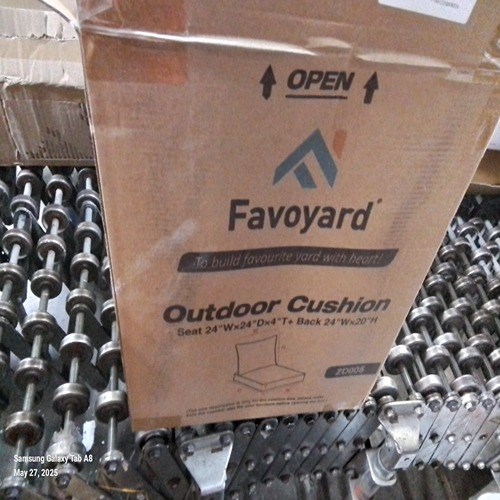 OPEN
Favoyard
To build favourite yard with heart!
Outdoor Cushion
Seat 24"W×24"D×4"T+ Back 24"W×20"H
ZD005
Samsung Galaxy Tab A8
May 27, 2025